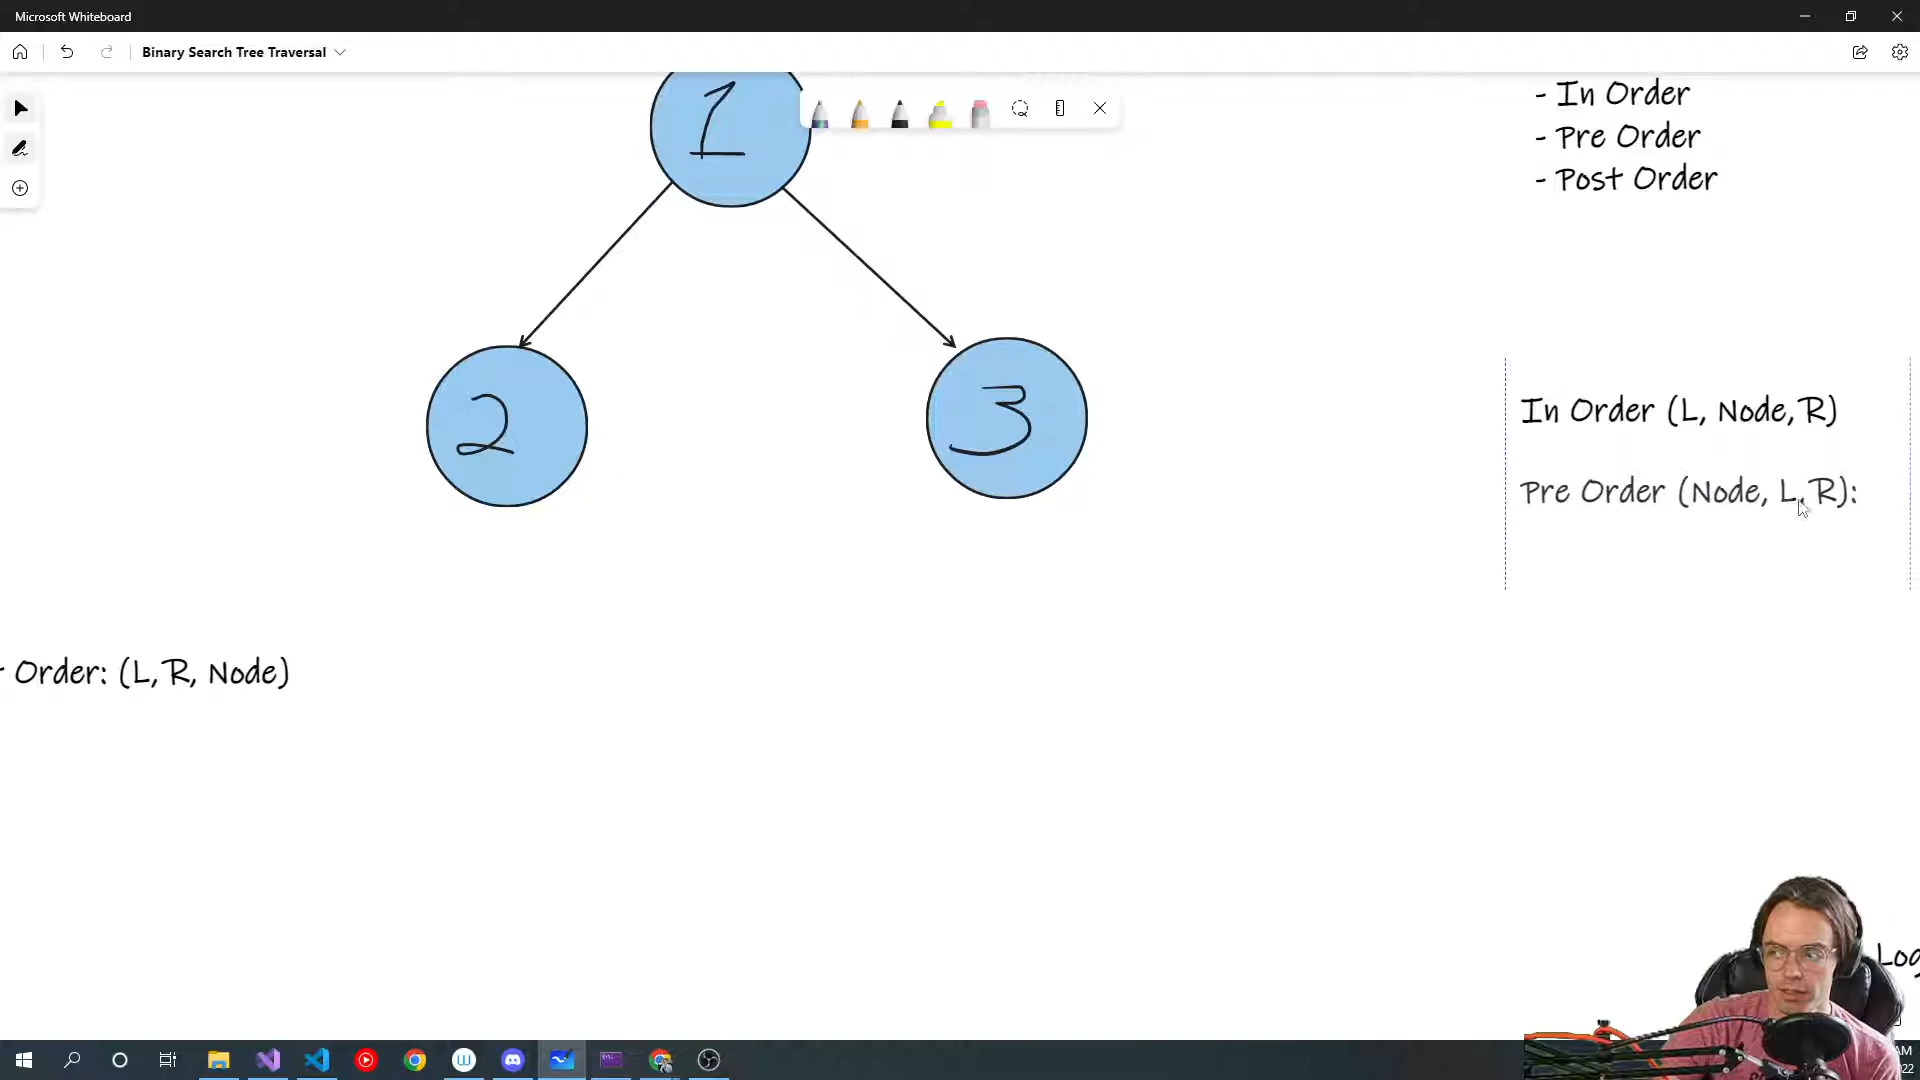 Microsoft Whiteboard
Binary Search Tree Traversal
1
- In Order
- Pre Order
- Post Order
2
3
In Order (L, Node, R)
Pre Order (Node, L, R):
Order: (L, R, Node)
AM